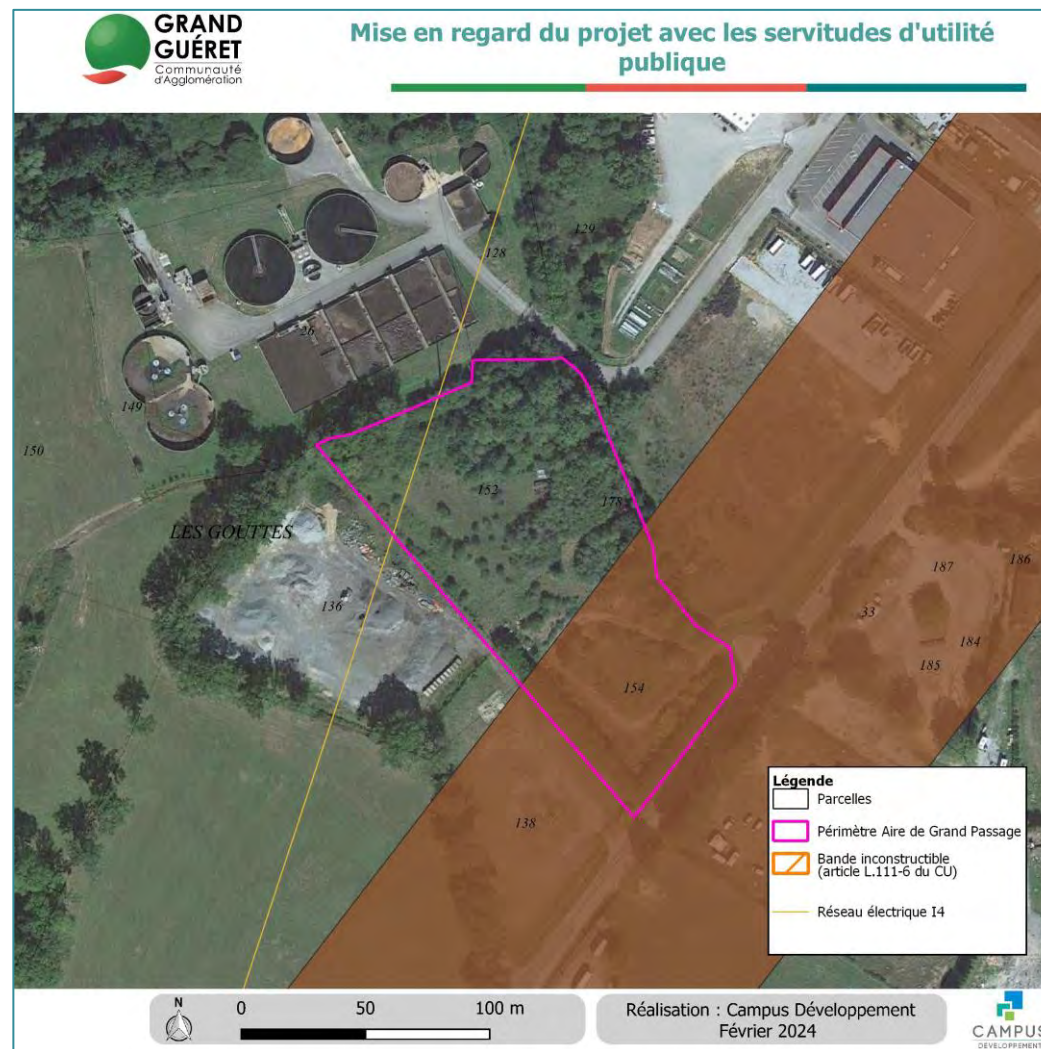 GRAND
GUÉRET
Communauté
d'Agglomération
Mise en regard du projet avec les servitudes d'utilité
publique
129
128
26
149
150
152
178
LES GOUTTES
136
187
186
33
184
185
154
138
Légende
Parcelles
Périmètre Aire de Grand Passage
Bande inconstructible
(article L.111-6 du CU)
Réseau électrique I4
N
0 50 100 m
Réalisation : Campus Développement
Février 2024
CAMPUS
DÉVELOPPEMENT